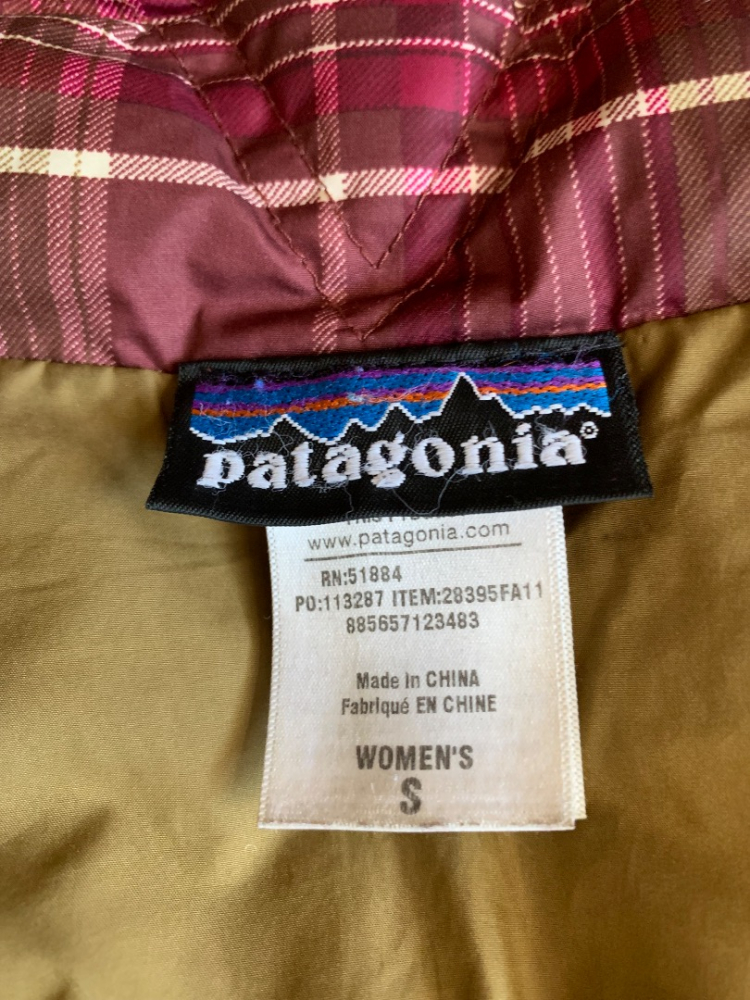 patagonia®
www.patagonia.com
RN:51884
PO:113287 ITEM:28395FA11
885657123483
Made in CHINA
Fabriqué EN CHINE
WOMEN'S
S